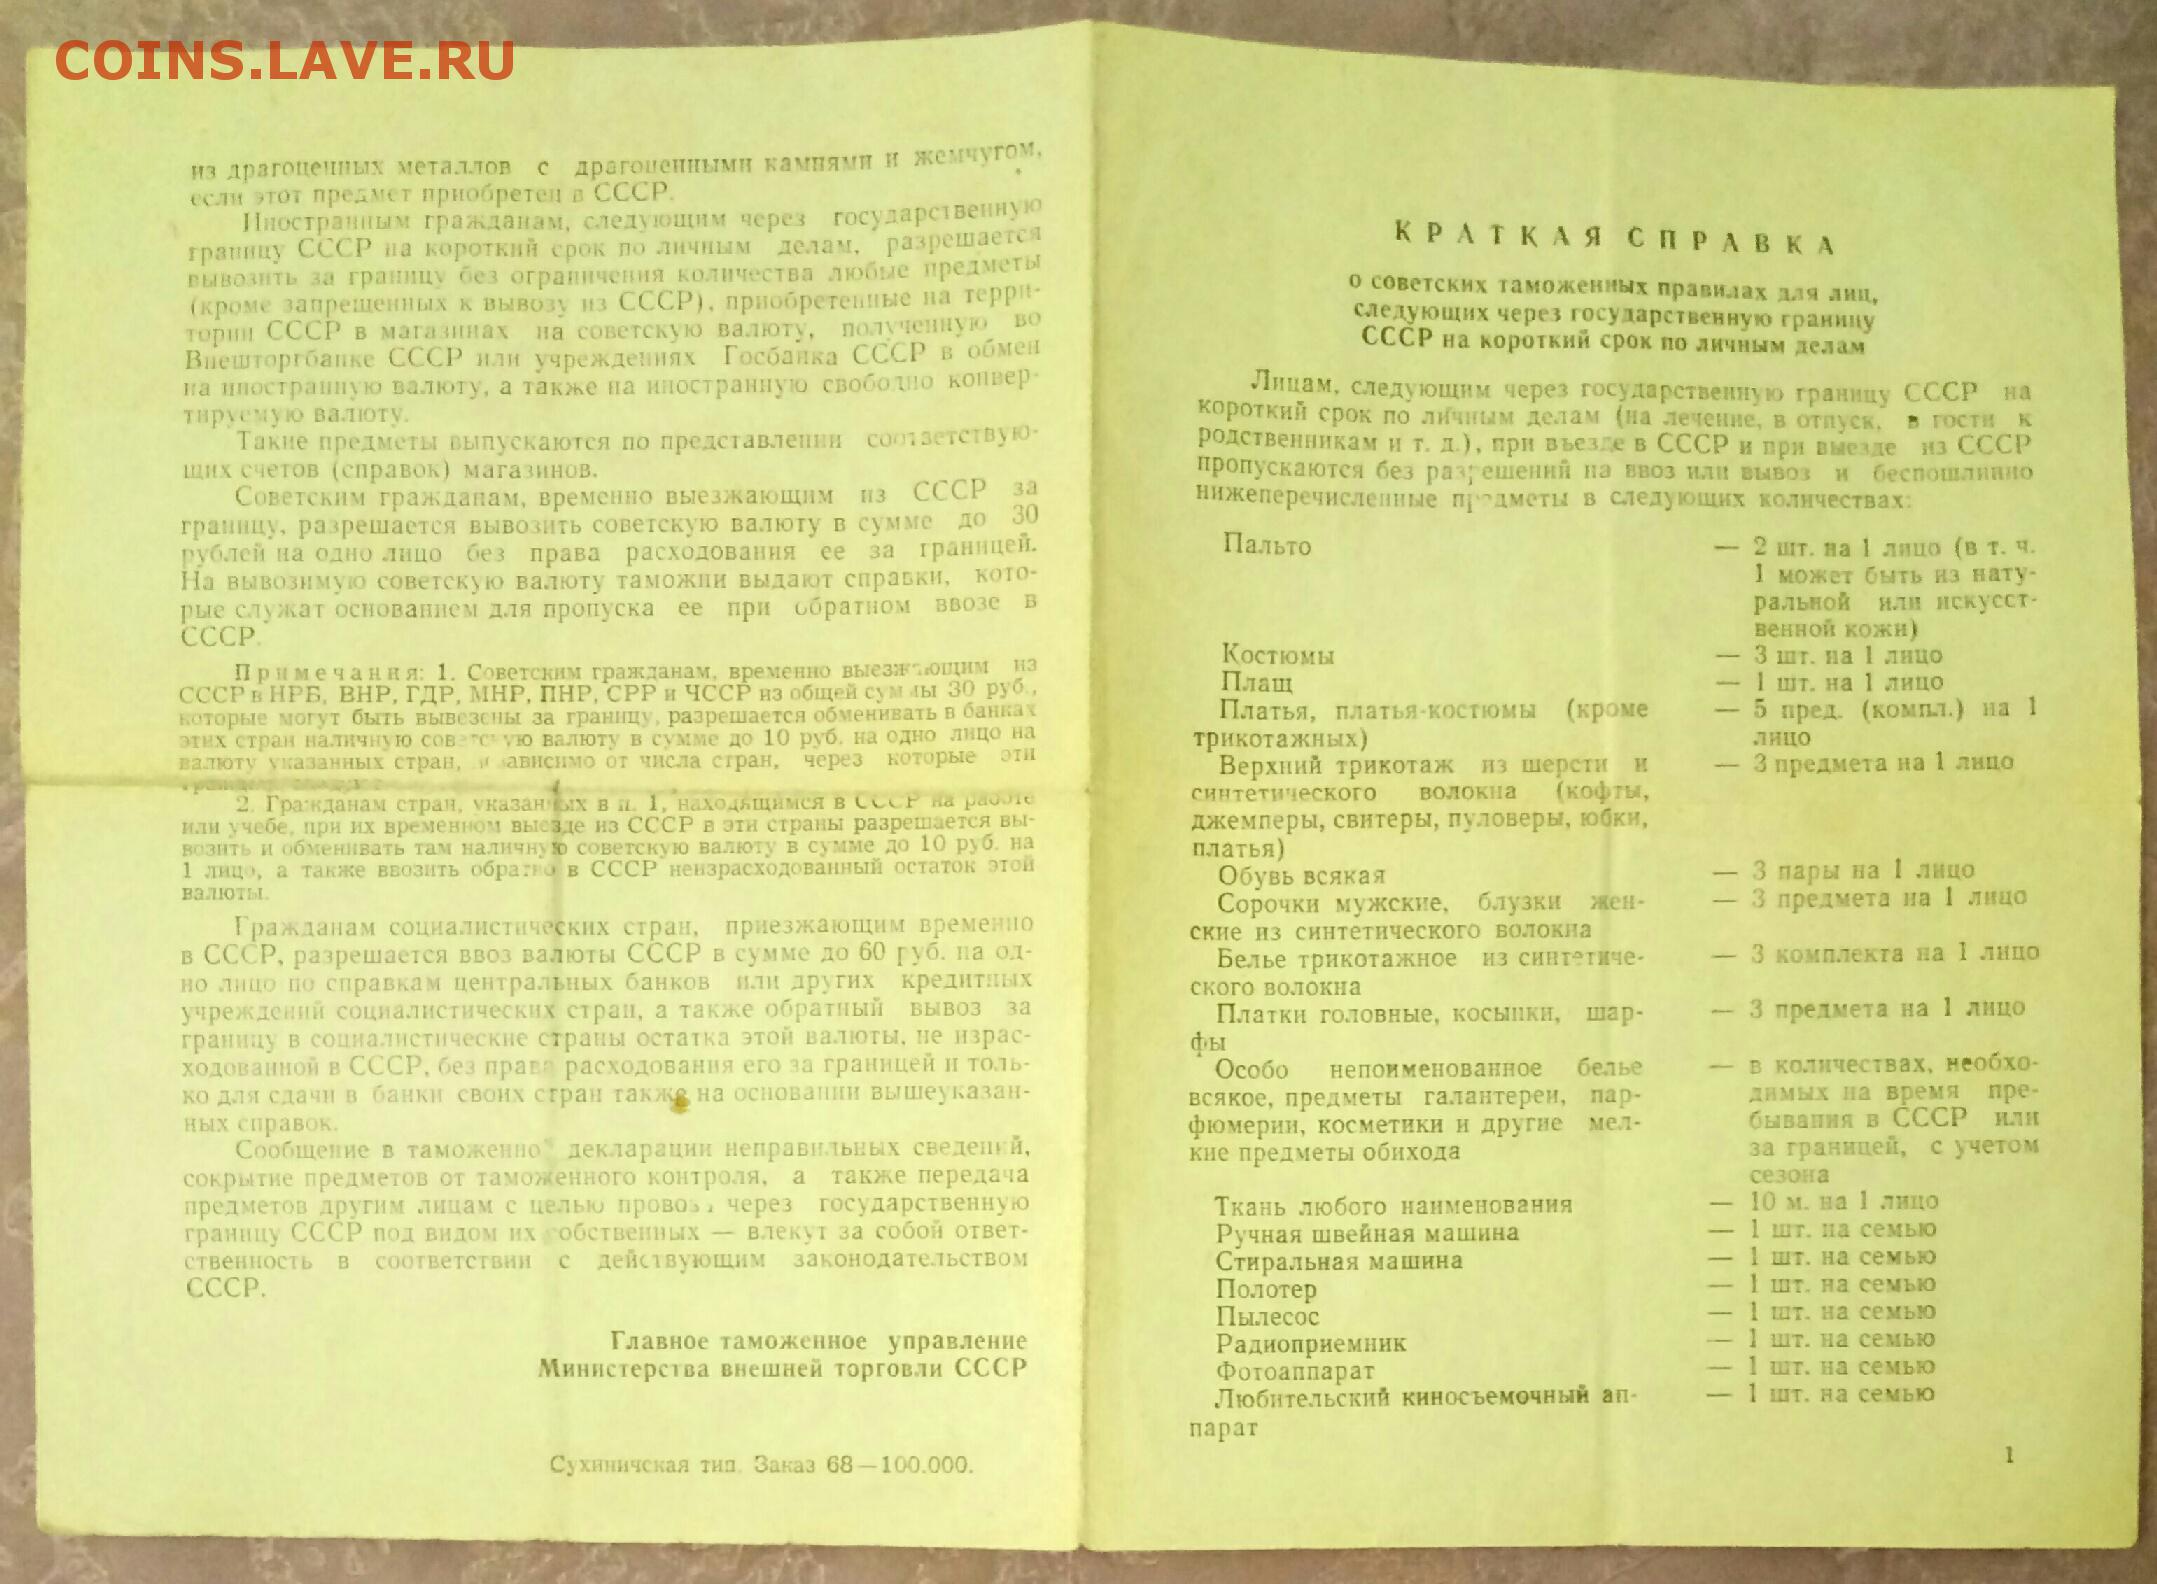 COINS.LAVE.RU
из драгоценных металлов с драгоценными камнями и жемчугом,
если этот предмет приобретен в СССР.
Иностранным гражданам, следующим через государственную
границу СССР на короткий срок по личным делам, разрешается
вывозить за границу без ограничения количества любые предметы
(кроме запрещенных к вывозу из СССР), приобретенные на терри-
тории СССР в магазинах на советскую валюту, полученную во
Внешторгбанке СССР или учреждениях Госбанка СССР в обмен
на иностранную валюту, а также на иностранную свободно конвер-
тируемую валюту.
Такие предметы выпускаются по представлении соответствую-
щих счетов (справок) магазинов.
Советским гражданам, временно выезжающим из СССР за
границу, разрешается вывозить советскую валюту в сумме до 30
рублей на одно лицо без права расходования ее за границей.
На вывозимую советскую валюту таможни выдают справки, кото-
рые служат основанием для пропуска ее при обратном ввозе в
СССР.
Примечания: 1. Советским гражданам, временно выезжающим из
СССР в НРБ, ВНР, ГДР, МНР, ПНР, СРР и ЧССР из общей суммы 30 руб.,
которые могут быть вывезены за границу, разрешается обменивать в банках
этих стран наличную советскую валюту в сумме до 10 руб. на одно лицо на
валюту указанных стран, независимо от числа стран, через которые эти
2. Гражданам стран, указанных в п. 1, находящимся в СССР на работе
или учебе, при их временном выезде из СССР в эти страны разрешается вы-
возить и обменивать там наличную советскую валюту в сумме до 10 руб. на
1 лицо, а также ввозить обратно в СССР неизрасходованный остаток этой
валюты.
Гражданам социалистических стран, приезжающим временно
в СССР, разрешается ввоз валюты СССР в сумме до 60 руб. на од-
но лицо по справкам центральных банков или других кредитных
учреждений социалистических стран, а также обратный вывоз за
границу в социалистические страны остатка этой валюты, не израс-
ходованной в СССР, без права расходования его за границей и толь-
ко для сдачи в банки своих стран также на основании вышеуказан-
ных справок.
Сообщение в таможенной декларации неправильных сведений,
сокрытие предметов от таможенного контроля, а также передача
предметов другим лицам с целью провоза через государственную
границу СССР под видом их собственных — влекут за собой ответ-
ственность в соответствии с действующим законодательством
СССР.
Главное таможенное управление
Министерства внешней торговли СССР
Сухиничская тип. Заказ 68—100.000.
КРАТКАЯ СПРАВКА
о советских таможенных правилах для лиц,
следующих через государственную границу
СССР на короткий срок по личным делам
Лицам, следующим через государственную границу СССР на
короткий срок по личным делам (на лечение, в отпуск, в гости к
родственникам и т. д.), при въезде в СССР и при выезде из СССР
пропускаются без разрешений на ввоз или вывоз и беспошлинно
нижеперечисленные предметы в следующих количествах:
Пальто — 2 шт. на 1 лицо (в т. ч.
1 может быть из нату-
ральной или искусст-
венной кожи)
Костюмы — 3 шт. на 1 лицо
Плащ — 1 шт. на 1 лицо
Платья, платья-костюмы (кроме — 5 пред. (компл.) на 1
трикотажных) лицо
Верхний трикотаж из шерсти и — 3 предмета на 1 лицо
синтетического волокна (кофты,
джемперы, свитеры, пуловеры, юбки,
платья)
Обувь всякая — 3 пары на 1 лицо
Сорочки мужские, блузки жен- — 3 предмета на 1 лицо
ские из синтетического волокна
Белье трикотажное из синтетиче- — 3 комплекта на 1 лицо
ского волокна
Платки головные, косынки, шар- — 3 предмета на 1 лицо
фы
Особо непоименованное белье — в количествах, необхо-
всякое, предметы галантереи, пар- димых на время пре-
фюмерии, косметики и другие мел- бывания в СССР или
кие предметы обихода за границей, с учетом
сезона
Ткань любого наименования — 10 м. на 1 лицо
Ручная швейная машина — 1 шт. на семью
Стиральная машина — 1 шт. на семью
Полотер — 1 шт. на семью
Пылесос — 1 шт. на семью
Радиоприемник — 1 шт. на семью
Фотоаппарат — 1 шт. на семью
Любительский киносъемочный ап- — 1 шт. на семью
парат
1